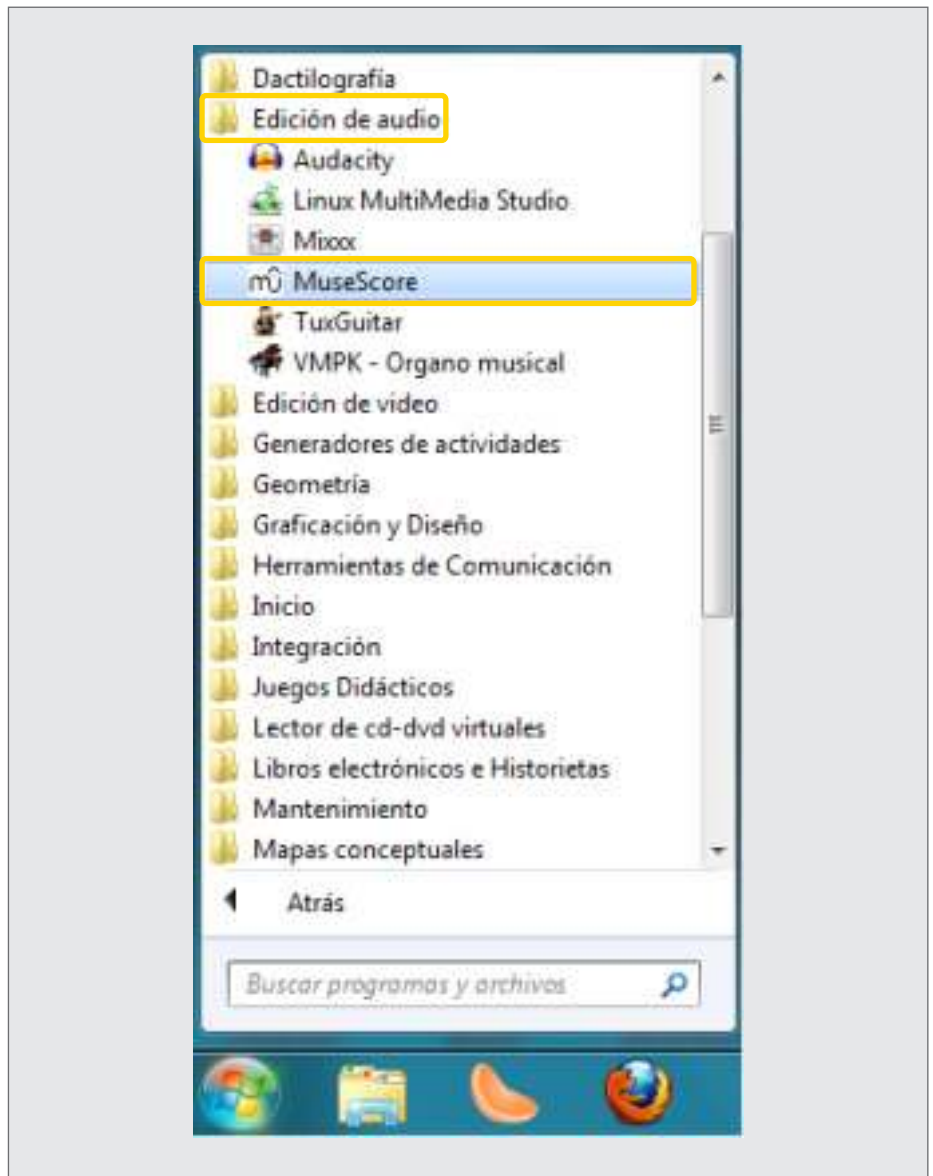 Dactilografía
Edición de audio
Audacity
Linux MultiMedia Studio
Mixxx
MuseScore
TuxGuitar
VMPK - Organo musical
Edición de video
Generadores de actividades
Geometría
Graficación y Diseño
Herramientas de Comunicación
Inicio
Integración
Juegos Didácticos
Lector de cd-dvd virtuales
Libros electrónicos e Historietas
Mantenimiento
Mapas conceptuales
Atrás
Buscar programas y archivos